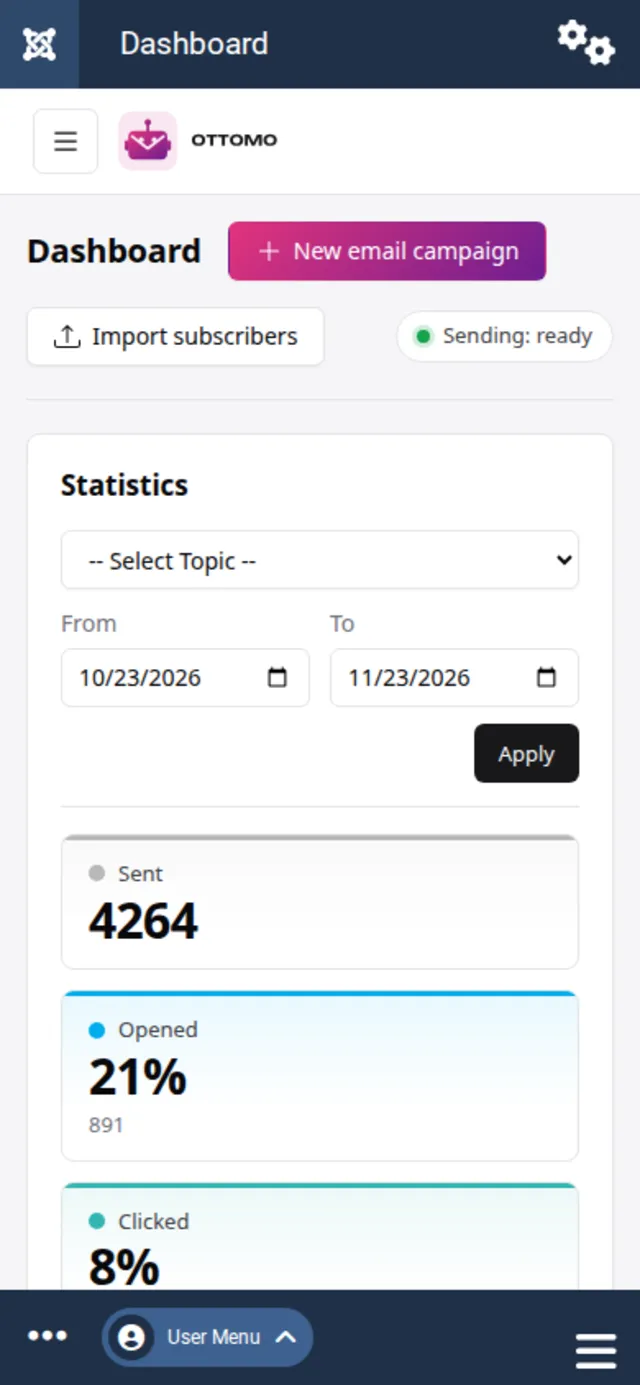 Dashboard
OTTOMO
Dashboard
New email campaign
Import subscribers
Sending: ready
Statistics
-- Select Topic --
From To
10/23/2026 11/23/2026
Apply
Sent
4264
Opened
21%
891
Clicked
8%
User Menu